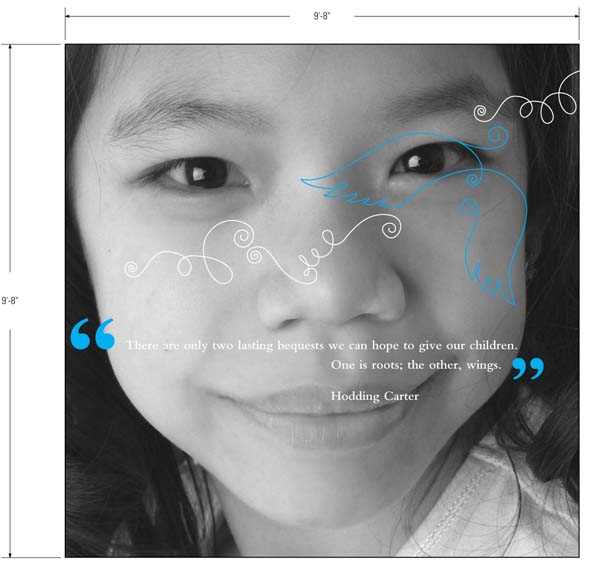 9'-8"
9'-8"
“ There are only two lasting bequests we can hope to give our children.
One is roots; the other, wings. ”
Hodding Carter